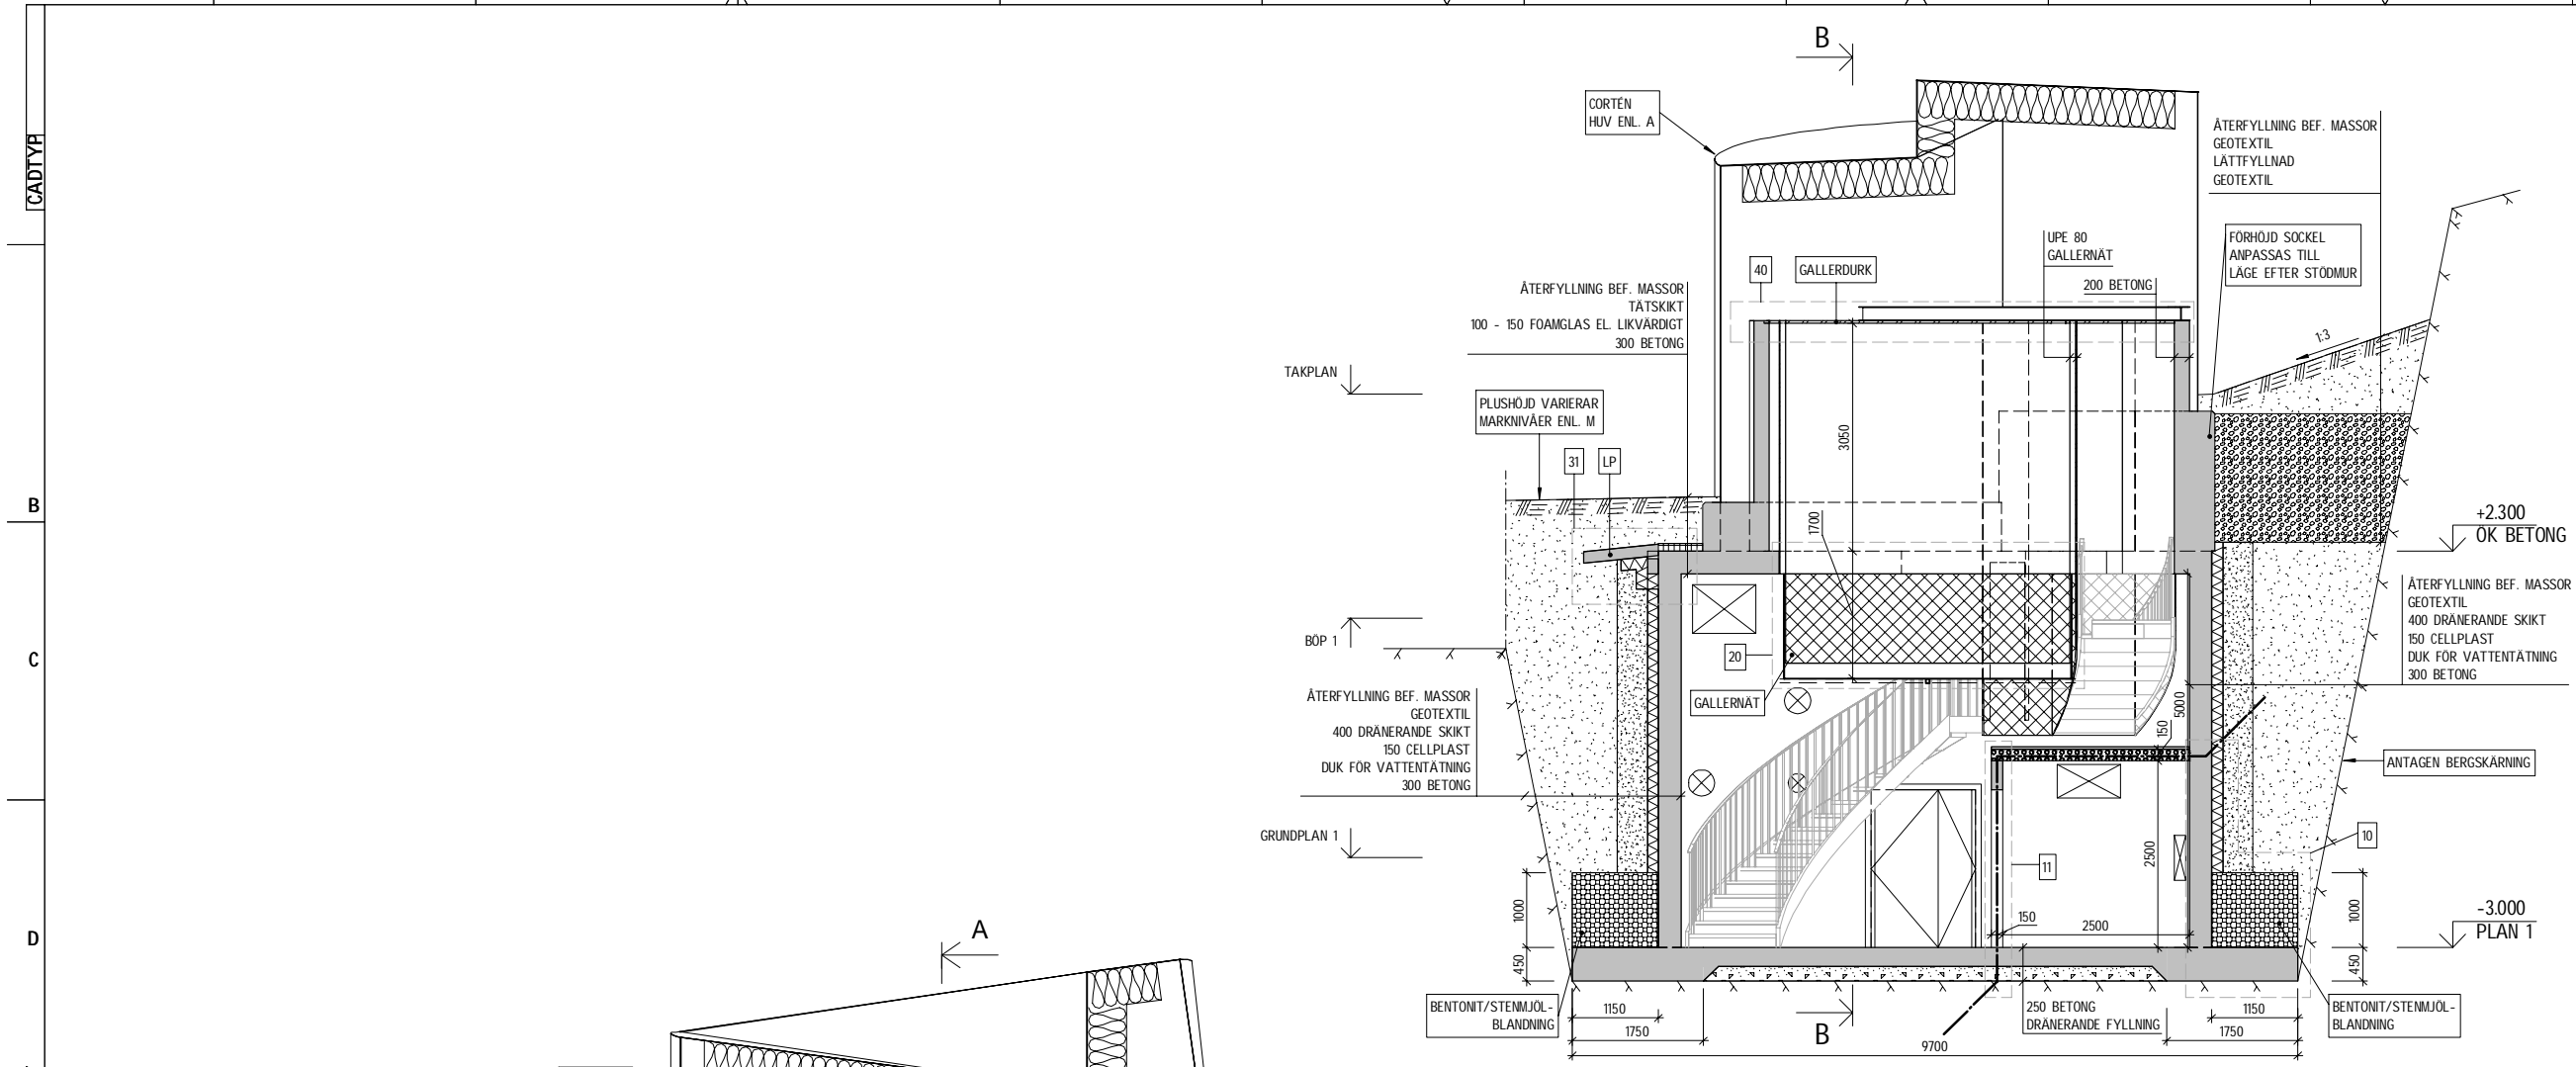 CADTYP
B
C
D
A
B
CORTÉN
HUV ENL. A
ÅTERFYLLNING BEF. MASSOR
GEOTEXTIL
LÄTTFYLLNAD
GEOTEXTIL
UPE 80
GALLERNÄT
200 BETONG
FÖRHÖJD SOCKEL
ANPASSAS TILL
LÄGE EFTER STÖDMUR
40
GALLERDURK
ÅTERFYLLNING BEF. MASSOR
TÄTSKIKT
100 - 150 FOAMGLAS EL. LIKVÄRDIGT
300 BETONG
1:3
TAKPLAN
PLUSHÖJD VARIERAR
MARKNIVÅER ENL. M
31
LP
3050
1700
+2.300
ÖK BETONG
ÅTERFYLLNING BEF. MASSOR
GEOTEXTIL
400 DRÄNERANDE SKIKT
150 CELLPLAST
DUK FÖR VATTENTÄTNING
300 BETONG
BÖP 1
20
GALLERNÄT
ÅTERFYLLNING BEF. MASSOR
GEOTEXTIL
400 DRÄNERANDE SKIKT
150 CELLPLAST
DUK FÖR VATTENTÄTNING
300 BETONG
5000
150
ANTAGEN BERGSKÄRNING
GRUNDPLAN 1
10
11
2500
1000
450
150
2500
1000
450
-3.000
PLAN 1
BENTONIT/STENMJÖL-
BLANDNING
1150
1750
B
250 BETONG
DRÄNERANDE FYLLNING
1150
1750
BENTONIT/STENMJÖL-
BLANDNING
9700